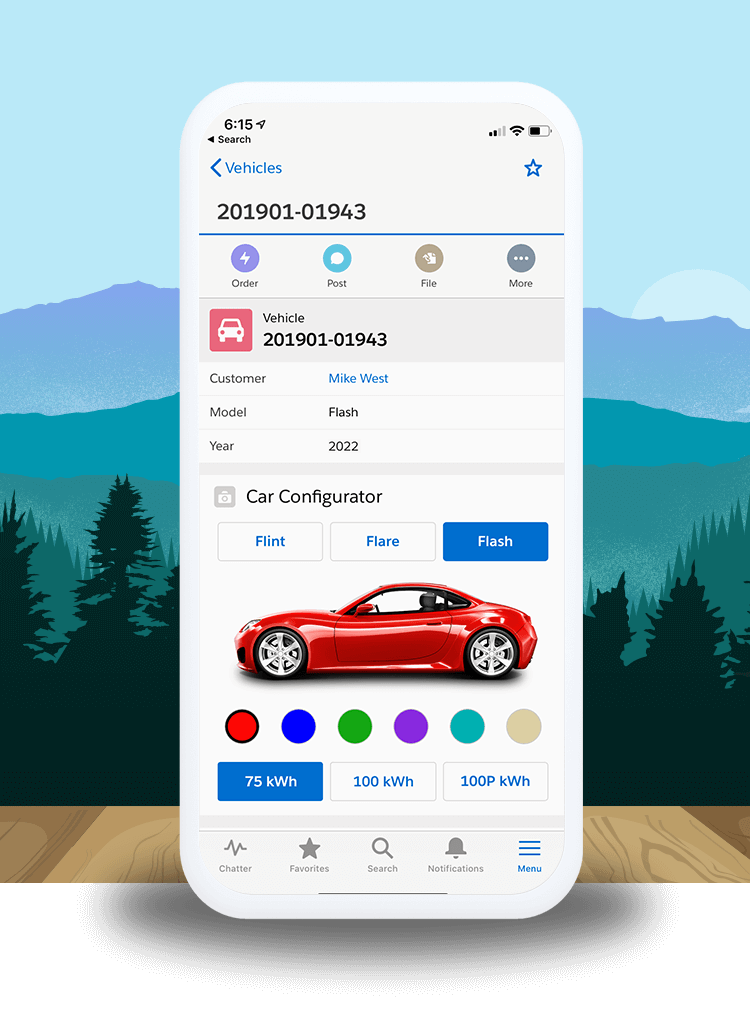 6:15
Search
Vehicles
201901-01943
Order Post File More
Vehicle
201901-01943
Customer Mike West
Model Flash
Year 2022
Car Configurator
Flint Flare Flash
75 kWh 100 kWh 100P kWh
Chatter Favorites Search Notifications Menu